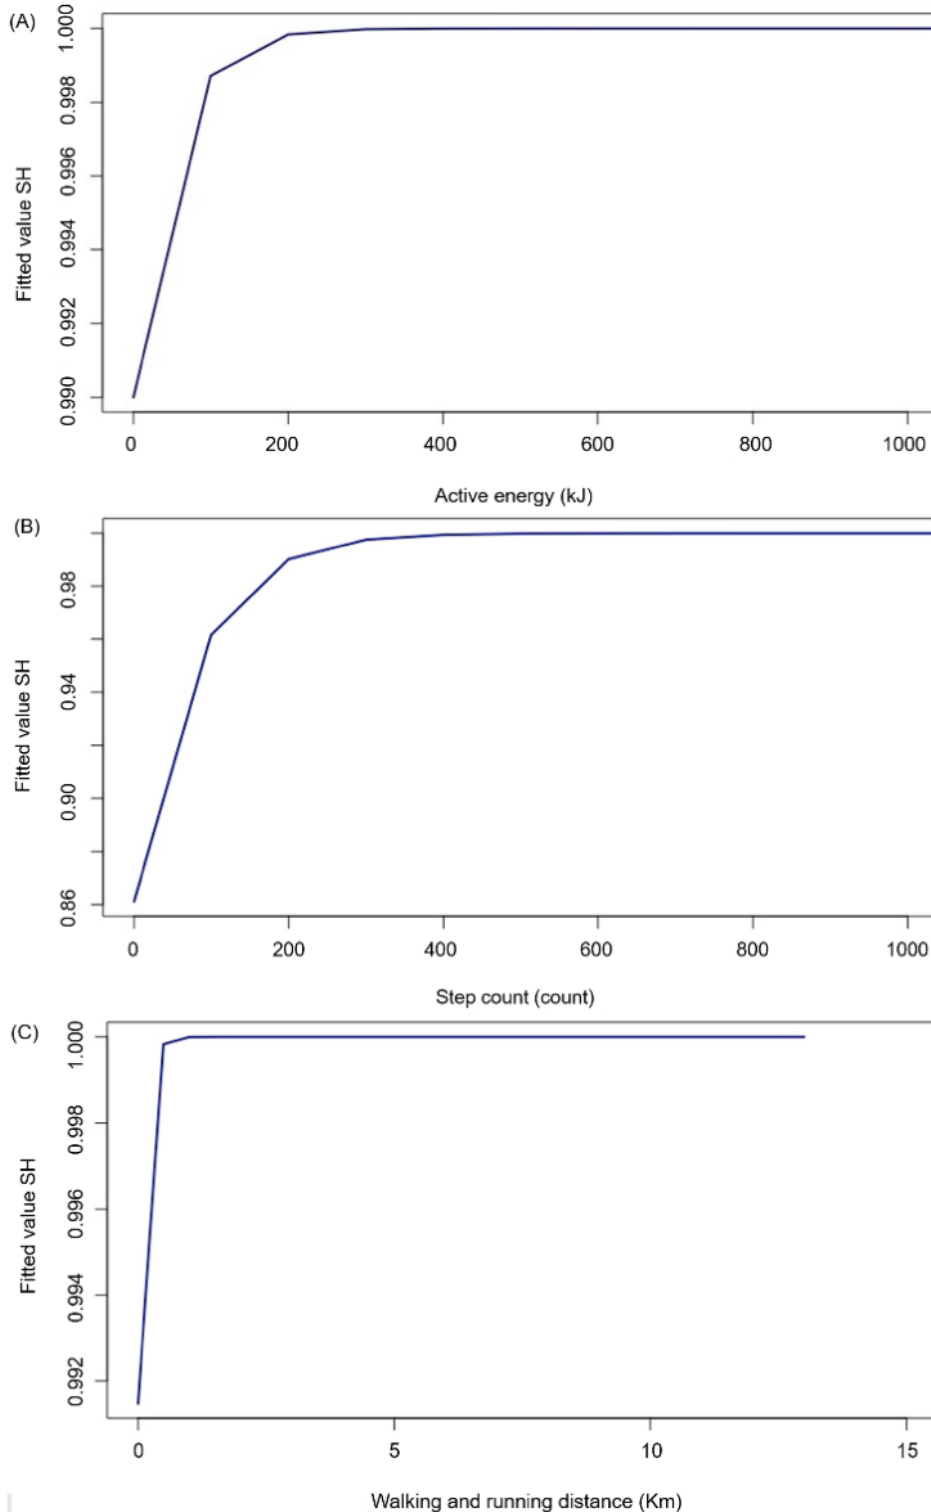 (A)
1.000
0.998
0.996
0.994
0.992
0.990
Fitted value SH
0 200 400 600 800 1000
Active energy (kJ)
(B)
0.98
0.94
0.90
0.86
Fitted value SH
0 200 400 600 800 1000
Step count (count)
(C)
1.000
0.998
0.996
0.994
0.992
Fitted value SH
0 5 10 15
Walking and running distance (Km)